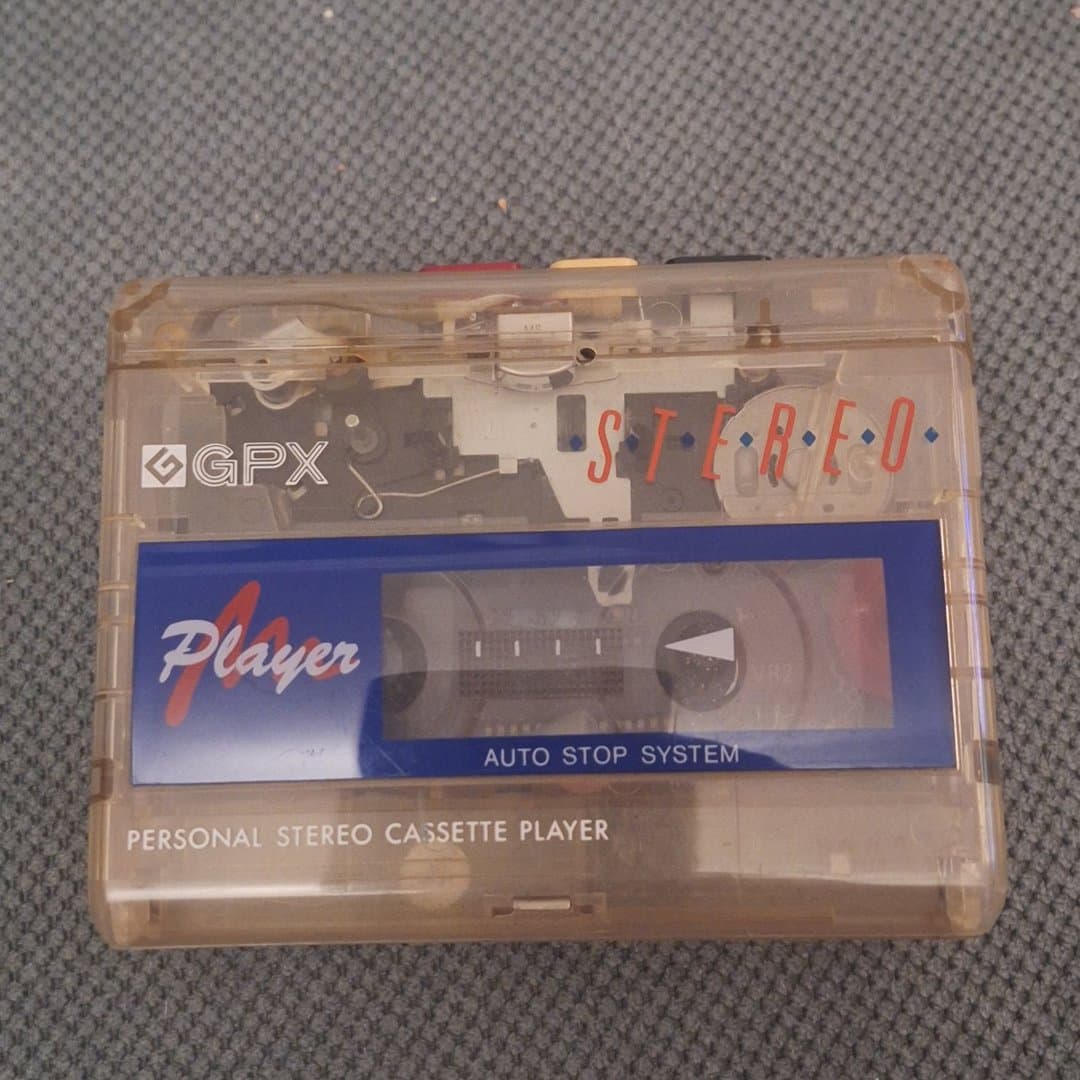 GPX
STEREO
Player
AUTO STOP SYSTEM
PERSONAL STEREO CASSETTE PLAYER